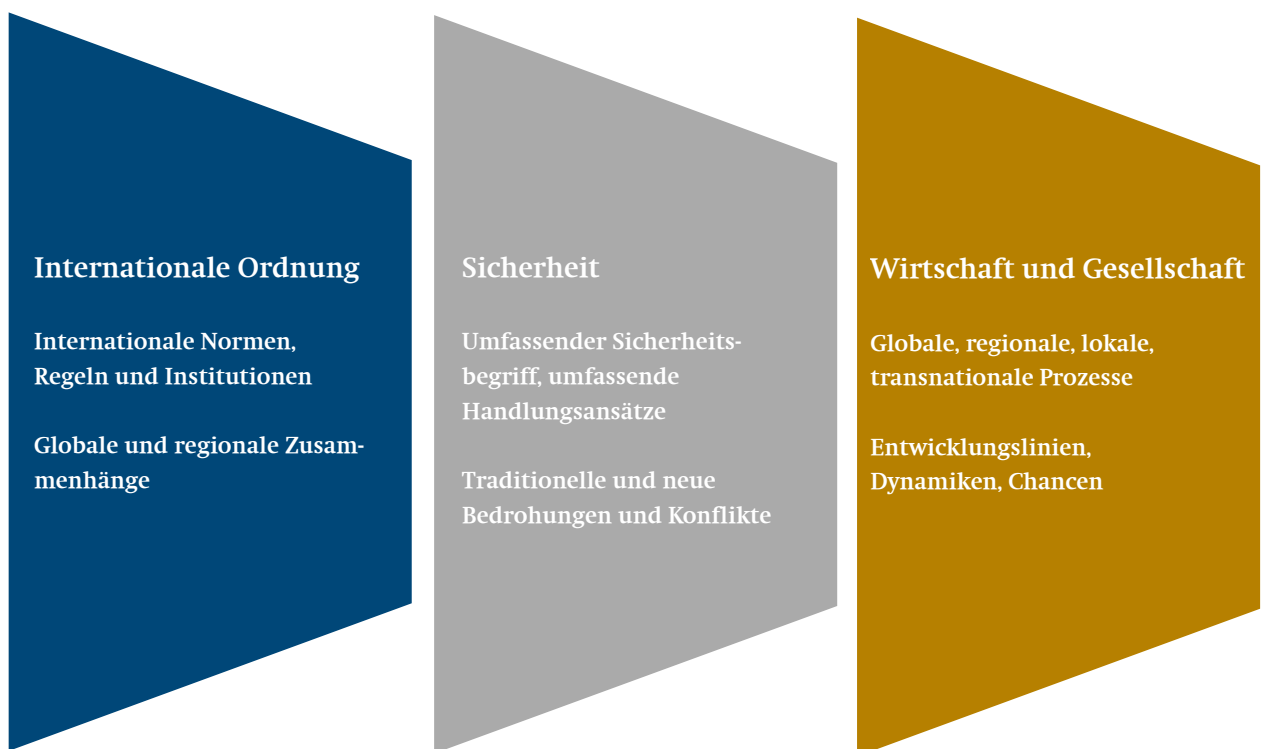 Internationale Ordnung
Internationale Normen,
Regeln und Institutionen
Globale und regionale Zusam-
menhänge
Sicherheit
Umfassender Sicherheits-
begriff, umfassende
Handlungsansätze
Traditionelle und neue
Bedrohungen und Konflikte
Wirtschaft und Gesellschaft
Globale, regionale, lokale,
transnationale Prozesse
Entwicklungslinien,
Dynamiken, Chancen